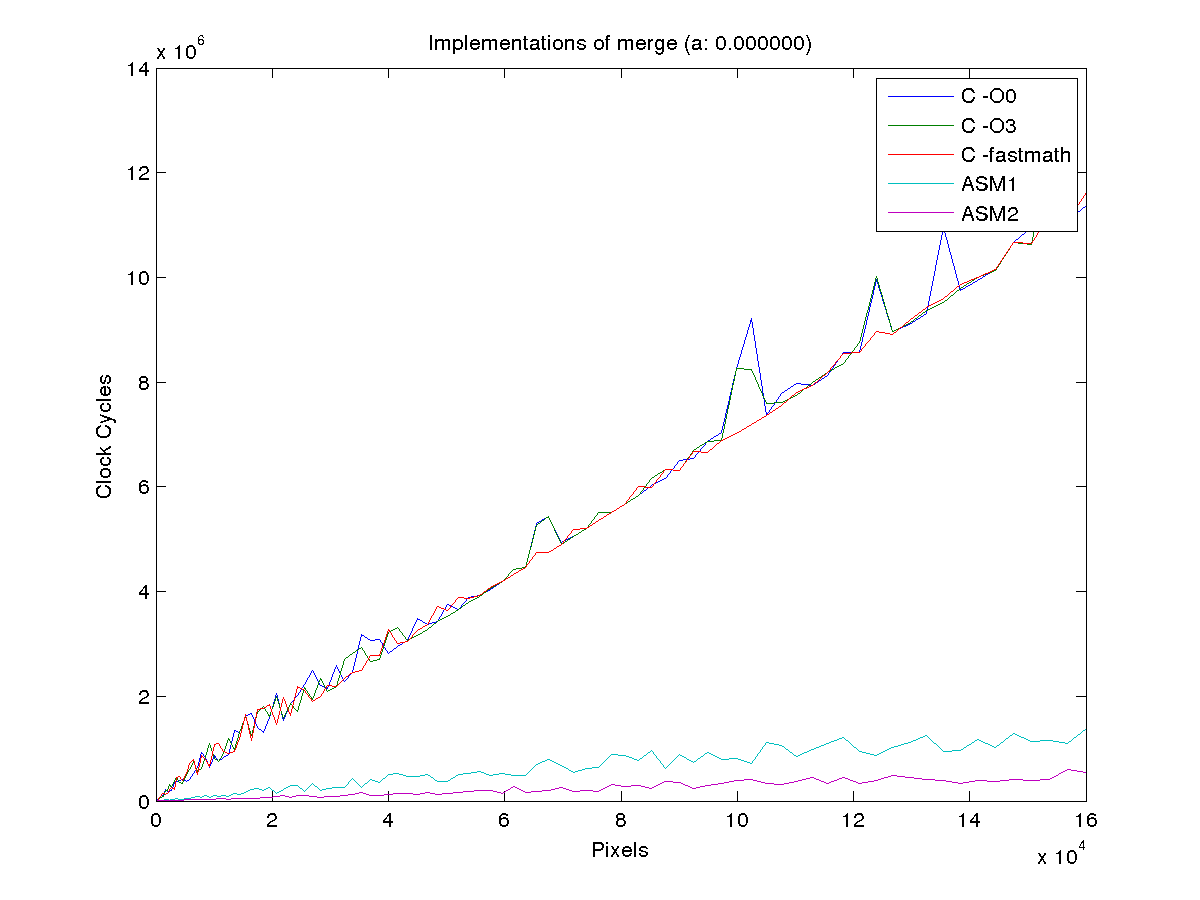 Implementations of merge (a: 0.000000)
x 10^6
14
12
10
8
6
4
2
0
Clock Cycles
C -O0
C -O3
C -fastmath
ASM1
ASM2
0 2 4 6 8 10 12 14 16
Pixels
x 10^4